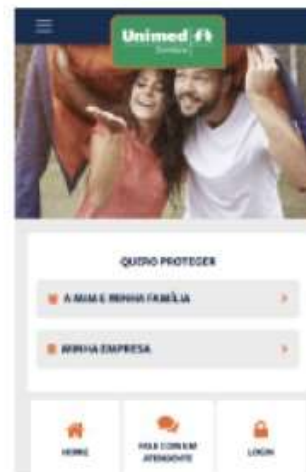 Unimed
QUERO PROTEGER
A MIM E MINHA FAMÍLIA
MINHA EMPRESA
HOME
FALE COM UM
ATENDENTE
LOGIN